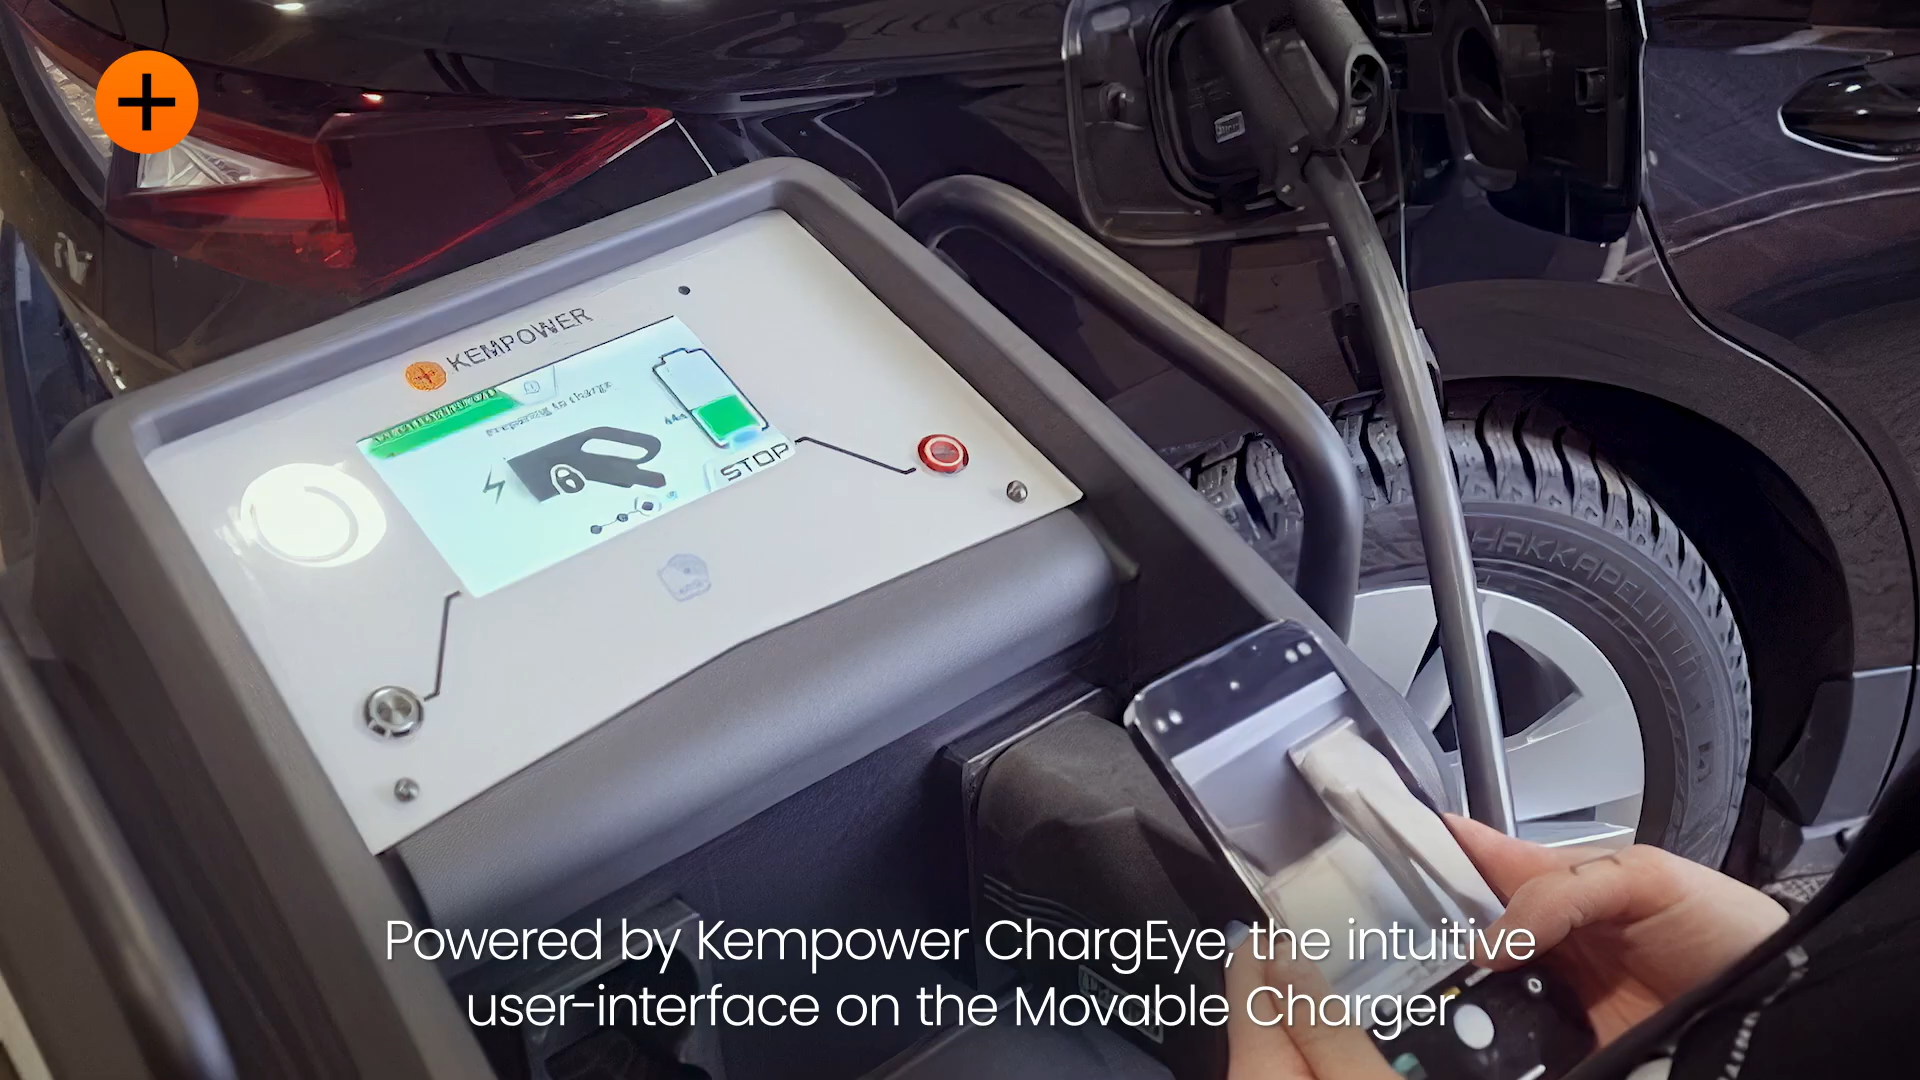 KEMPOWER
STOP
HAKKAPELIITTA
Powered by Kempower ChargEye, the intuitive
user-interface on the Movable Charger